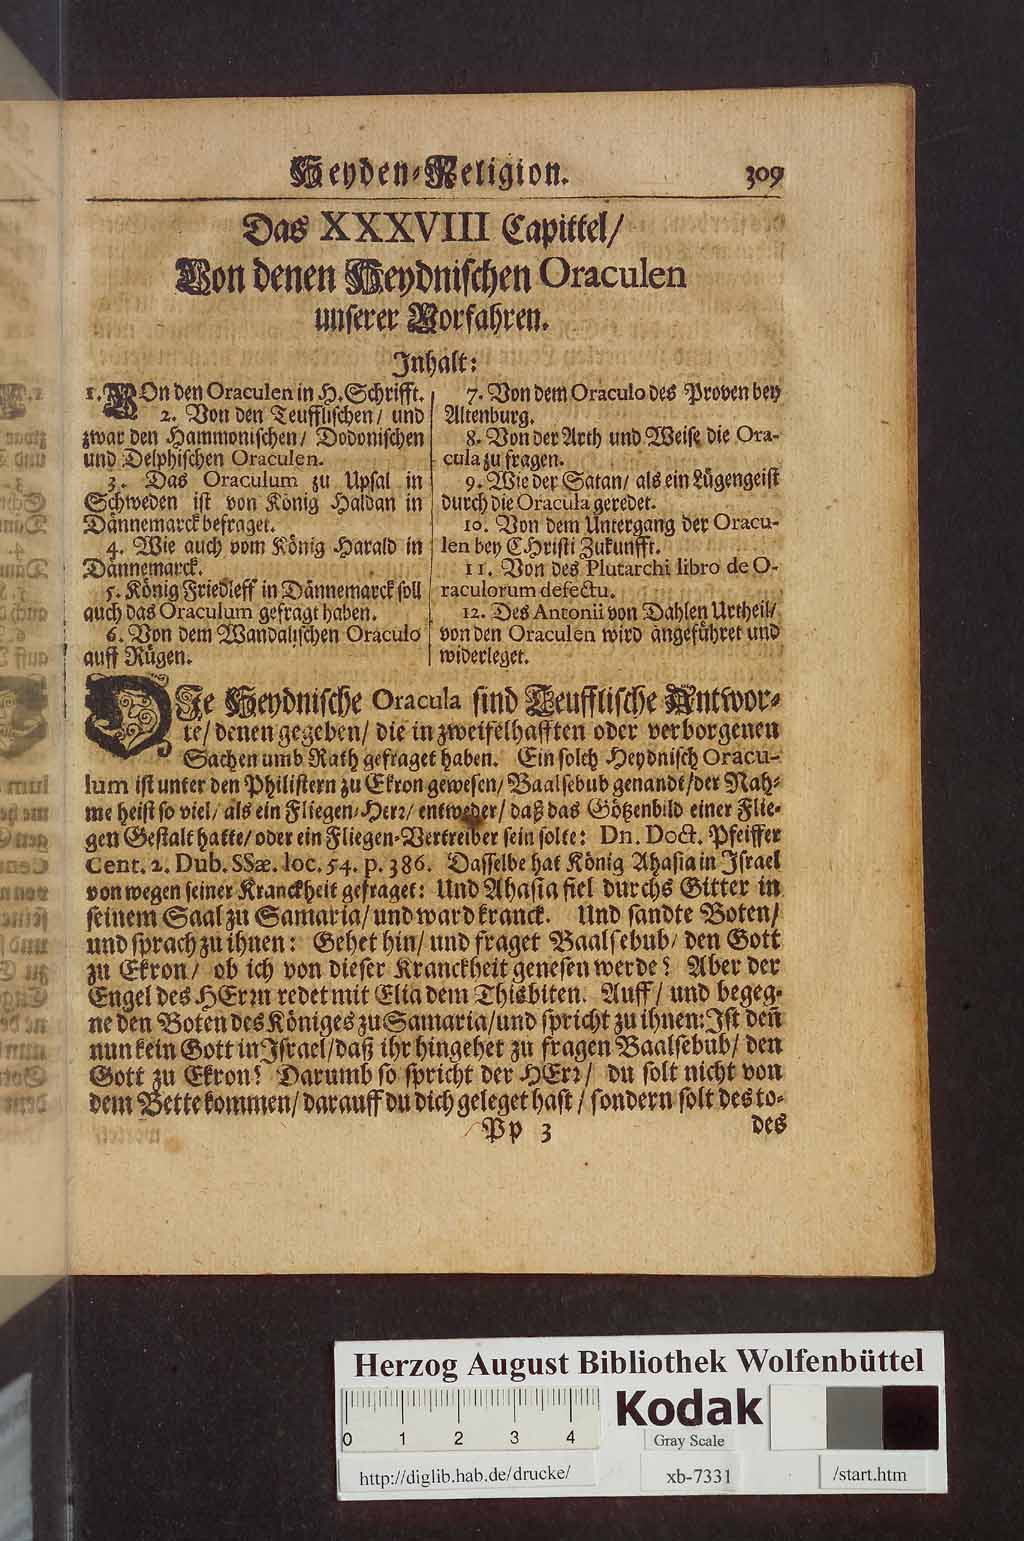 Heyden-Religion. 309
Das XXXVIII Capittel/
Von denen Heydnischen Oraculen
unserer Vorfahren.
Inhalt:
1. VOn den Oraculen in H. Schrifft.
2. Von den Teufflischen/ und
zwar den Hammonischen/ Dodonischen
und Delphischen Oraculen.
3. Das Oraculum zu Upsal in
Schweden ist von König Haldan in
Dännemarck befraget.
4. Wie auch vom König Harald in
Dännemarck.
5. König Friedleff in Dännemarck soll
auch das Oraculum gefragt haben.
6. Von dem Wandalischen Oraculo
auff Rügen.
7. Von dem Oraculo des Proven bey
Altenburg.
8. Von der Arth und Weise die Ora-
cula zu fragen.
9. Wie der Satan/ als ein Lügengeist
durch die Oracula geredet.
10. Von dem Untergang der Oracu-
len bey CHristi Zukunfft.
11. Von des Plutarchi libro de O-
raculorum defectu.
12. Des Antonii von Dahlen Urtheil/
von den Oraculen wird angeführet und
widerleget.
DIe Heydnische Oracula sind Teufflische Antwor-
te/ denen gegeben/ die in zweifelhafften oder verborgenen
Sachen umb Rath gefraget haben. Ein solch Heydnisch Oracu-
lum ist unter den Philistern zu Ekron gewesen/ Baalsebub genandt/ der Nah-
me heist so viel/ als ein Fliegen-Herr/ entweder/ daß das Götzenbild einer Flie-
gen Gestalt hatte/ oder ein Fliegen-Vertreiber sein solte: Dn. Doct. Pfeiffer
Cent. 2. Dub. SSæ. loc. 54. p. 386. Dasselbe hat König Ahasia in Israel
von wegen seiner Kranckheit gefraget: Und Ahasia fiel durchs Gitter in
seinem Saal zu Samaria/ und ward kranck. Und sandte Boten/
und sprach zu ihnen: Gehet hin/ und fraget Baalsebub/ den Gott
zu Ekron/ ob ich von dieser Kranckheit genesen werde? Aber der
Engel des HErrn redet mit Elia dem Thisbiten. Auff/ und begeg-
ne den Boten des Königes zu Samaria/ und spricht zu ihnen: Ist deñ
nun kein Gott in Israel/ daß ihr hingehet zu fragen Baalsebub/ den
Gott zu Ekron? Darumb so spricht der HErr/ du solt nicht von
dem Bette kommen/ darauff du dich geleget hast/ sondern solt des to-
Pp 3 des
Herzog August Bibliothek Wolfenbüttel
0 1 2 3 4
Kodak
Gray Scale
http://diglib.hab.de/drucke/ xb-7331 /start.htm